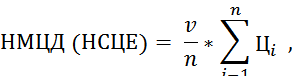 НМЦД (НСЦЕ) = v/n * ∑_{i=1}^{n} Ц_i ,